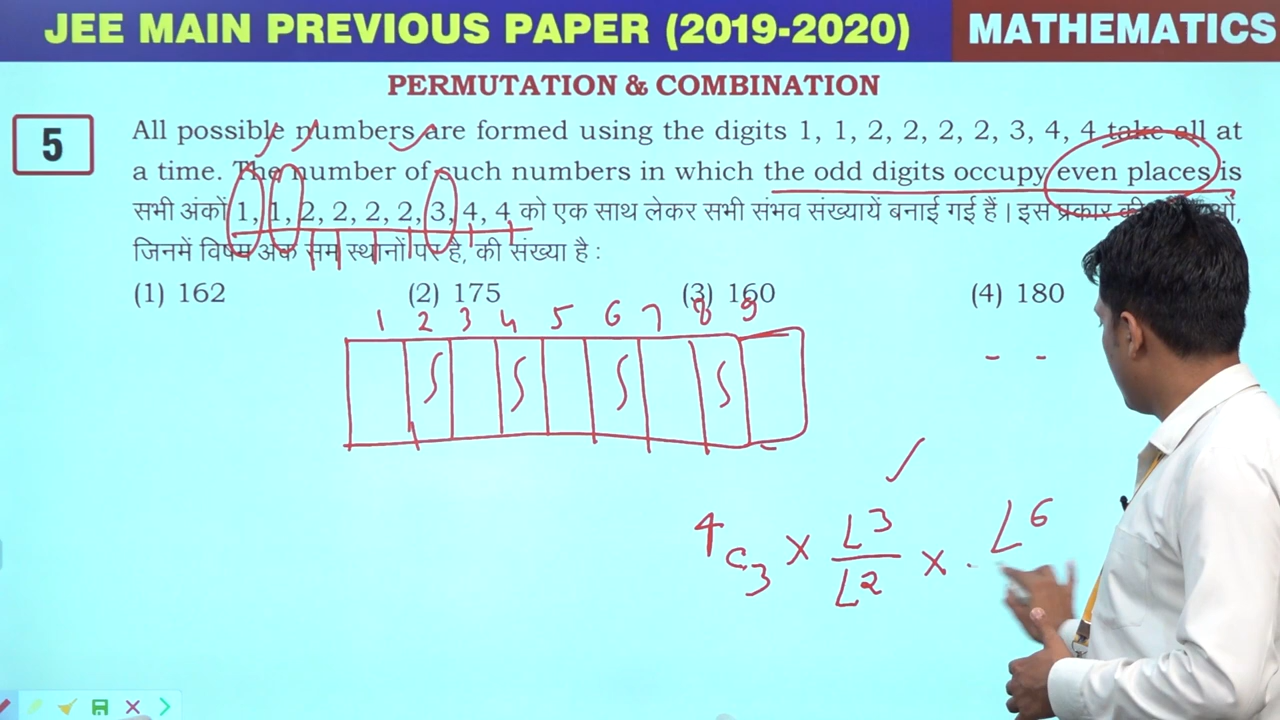 JEE MAIN PREVIOUS PAPER (2019-2020)
MATHEMATICS
PERMUTATION & COMBINATION
5
All possible numbers are formed using the digits 1, 1, 2, 2, 2, 2, 3, 4, 4 take all at
a time. The number of such numbers in which the odd digits occupy even places is
सभी अंकों 1, 1, 2, 2, 2, 2, 3, 4, 4 को एक साथ लेकर सभी संभव संख्यायें बनाई गई हैं। इस प्रकार की
जिनमें विषम अंक सम स्थानों पर है, की संख्या है :
(1) 162 (2) 175 (3) 160 (4) 180
1 2 3 4 5 6 7 8 9
4c3 × L3/L2 × L6